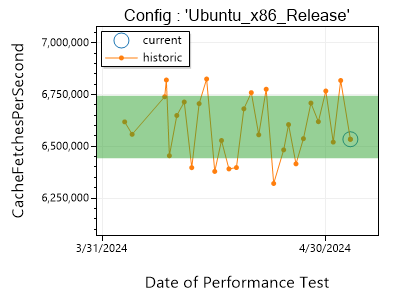 Config : 'Ubuntu_x86_Release'
current
historic
7,000,000
6,750,000
6,500,000
6,250,000
CacheFetchesPerSecond
3/31/2024
4/30/2024
Date of Performance Test